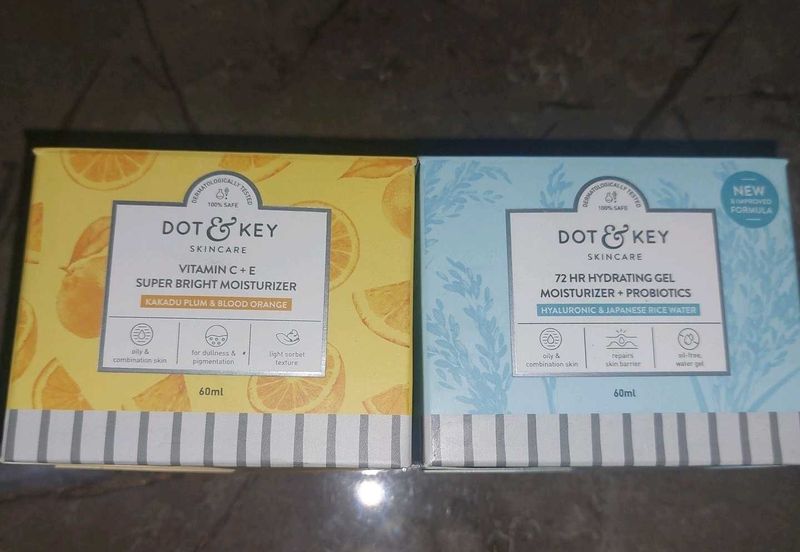 DERMATOLOGICALLY TESTED
100% SAFE
DOT & KEY
SKINCARE
VITAMIN C + E
SUPER BRIGHT MOISTURIZER
KAKADU PLUM & BLOOD ORANGE
oily &
combination skin
for dullness &
pigmentation
light sorbet
texture
60ml
DERMATOLOGICALLY TESTED
100% SAFE
NEW
& IMPROVED
FORMULA
DOT & KEY
SKINCARE
72 HR HYDRATING GEL
MOISTURIZER + PROBIOTICS
HYALURONIC & JAPANESE RICE WATER
oily &
combination skin
repairs
skin barrier
oil-free,
water gel
60ml